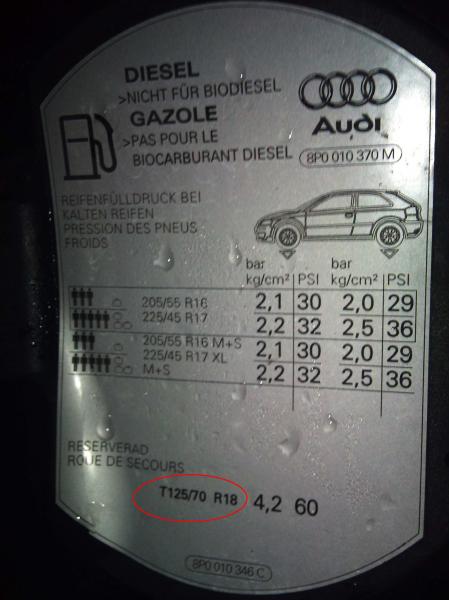 DIESEL
>NICHT FÜR BIODIESEL
GAZOLE
>PAS POUR LE
BIOCARBURANT DIESEL
Audi
8P0 010 370 M
REIFENFÜLLDRUCK BEI
KALTEN REIFEN
PRESSION DES PNEUS
FROIDS
bar kg/cm² PSI bar kg/cm² PSI
205/55 R16 2,1 30 2,0 29
225/45 R17 2,2 32 2,5 36
205/55 R16 M+S 2,1 30 2,0 29
225/45 R17 XL
M+S 2,2 32 2,5 36
RESERVERAD
ROUE DE SECOURS
T125/70 R18 4,2 60
8P0 010 346 C